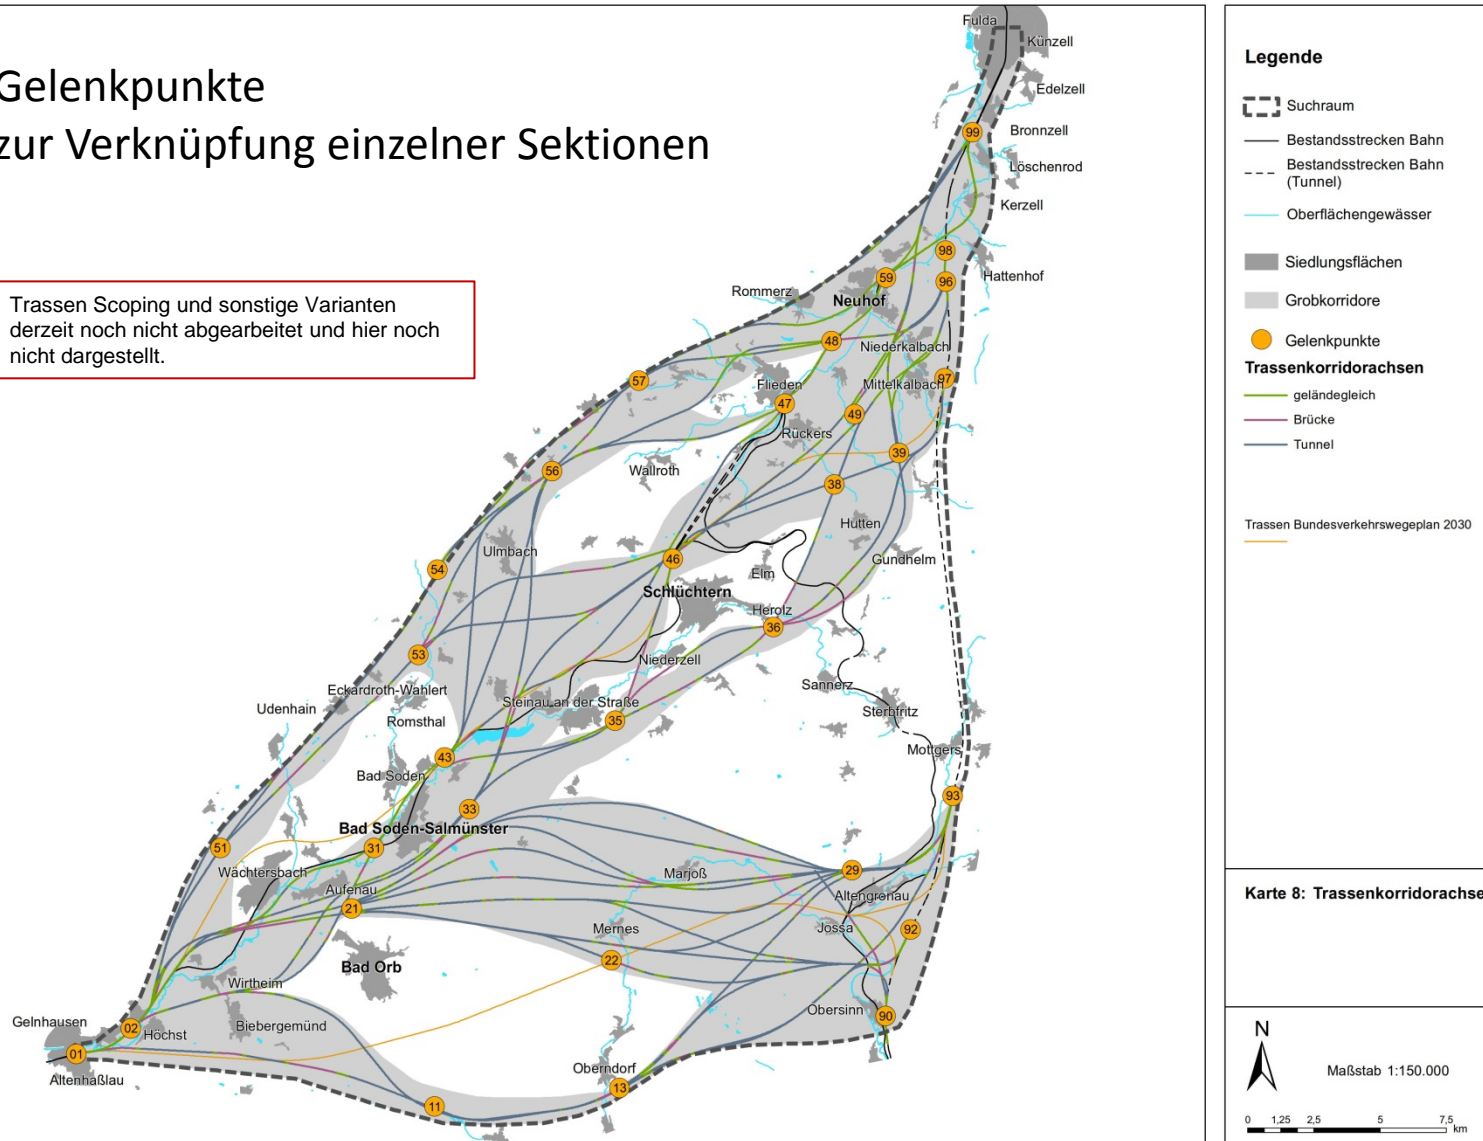 Gelenkpunkte
zur Verknüpfung einzelner Sektionen
Trassen Scoping und sonstige Varianten
derzeit noch nicht abgearbeitet und hier noch
nicht dargestellt.
Fulda
Künzell
Edelzell
99
Bronnzell
Löschenrod
Kerzell
98
59
96
Hattenhof
Rommerz
Neuhof
48
Niederkalbach
57
Flieden
Mittelkalbach
97
47
49
Rückers
39
56
Wallroth
38
Hutten
Ulmbach
46
Gundhelm
54
Elm
Schlüchtern
Herolz
36
53
Niederzell
Eckardroth-Wahlert
Sannerz
Udenhain
Romsthal
Steinau an der Straße
Sterbfritz
35
43
Mottgers
Bad Soden
93
33
Bad Soden-Salmünster
51
31
Wächtersbach
29
Marjoß
Aufenau
Altengronau
21
Mernes
Jossa
92
22
Bad Orb
Wirtheim
Obersinn
90
Gelnhausen
02
Höchst
Biebergemünd
01
Oberndorf
Altenhaßlau
13
11
Legende
Suchraum
Bestandsstrecken Bahn
Bestandsstrecken Bahn
(Tunnel)
Oberflächengewässer
Siedlungsflächen
Grobkorridore
Gelenkpunkte
Trassenkorridorachsen
geländegleich
Brücke
Tunnel
Trassen Bundesverkehrswegeplan 2030
Karte 8: Trassenkorridorachse
N
Maßstab 1:150.000
0 1,25 2,5 5 7,5
km